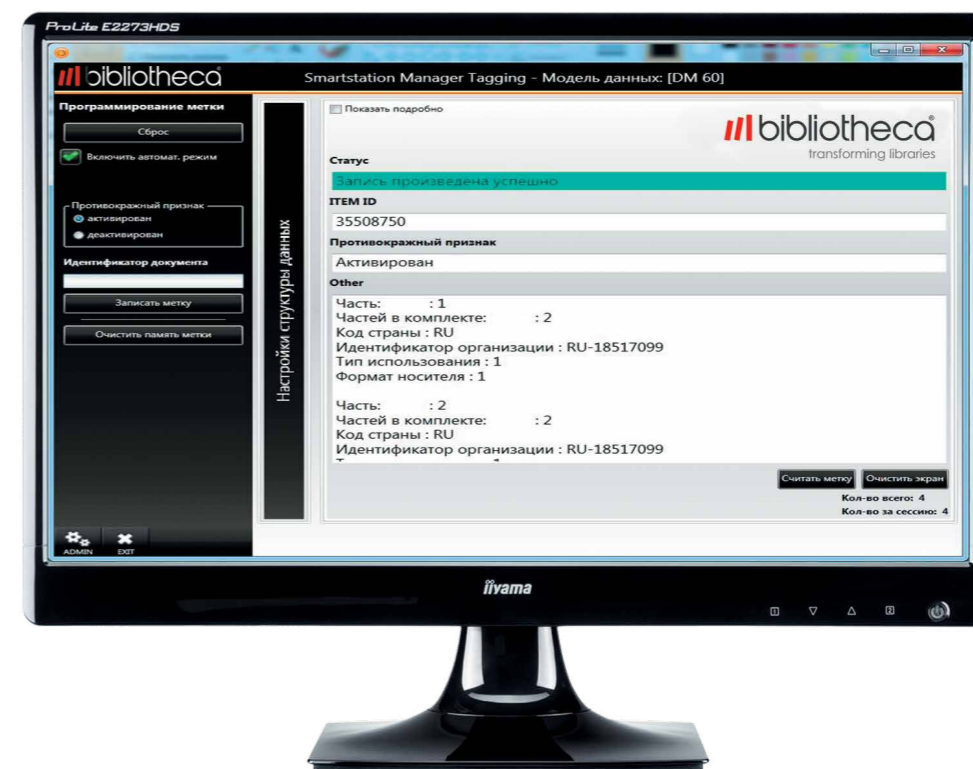 ProLite E2273HDS
bibliotheca
Smartstation Manager Tagging - Модель данных: [DM 60]
Программирование метки
Сброс
Включить автомат. режим
Противокражный признак
активирован
деактивирован
Идентификатор документа
Записать метку
Очистить память метки
ADMIN
EXIT
Настройки структуры данных
Показать подробно
bibliotheca
transforming libraries
Статус
Запись произведена успешно
ITEM ID
35508750
Противокражный признак
Активирован
Other
Часть: : 1
Частей в комплекте: : 2
Код страны : RU
Идентификатор организации : RU-18517099
Тип использования : 1
Формат носителя : 1
Часть: : 2
Частей в комплекте: : 2
Код страны : RU
Идентификатор организации : RU-18517099
Считать метку
Очистить экран
Кол-во всего: 4
Кол-во за сессию: 4
iiyama
1
2